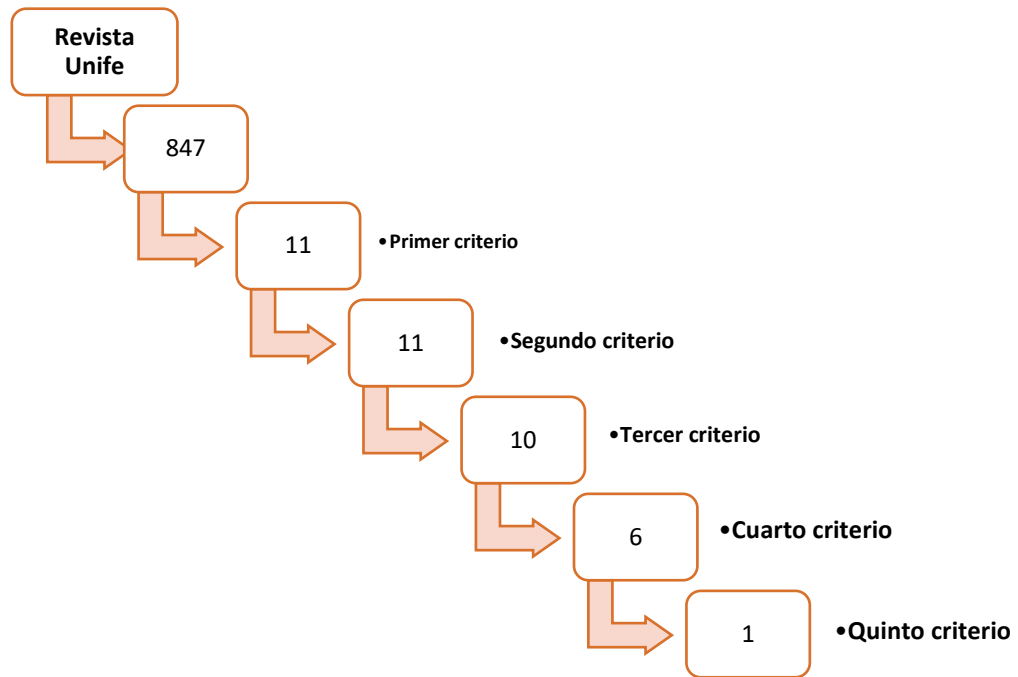 Revista
Unife
847
11
•Primer criterio
11
•Segundo criterio
10
•Tercer criterio
6
•Cuarto criterio
1
•Quinto criterio